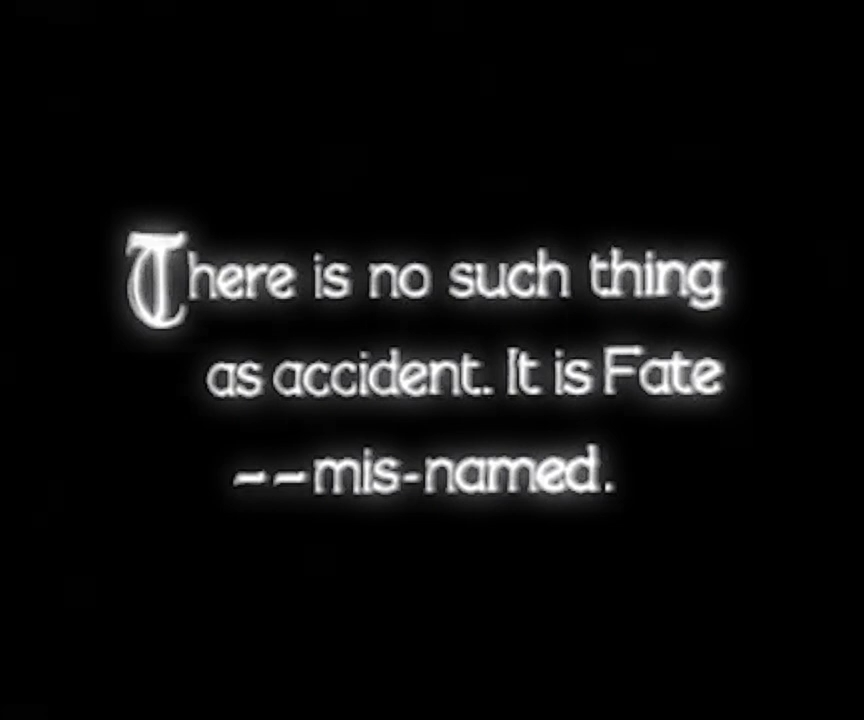 There is no such thing
as accident. It is Fate
--mis-named.